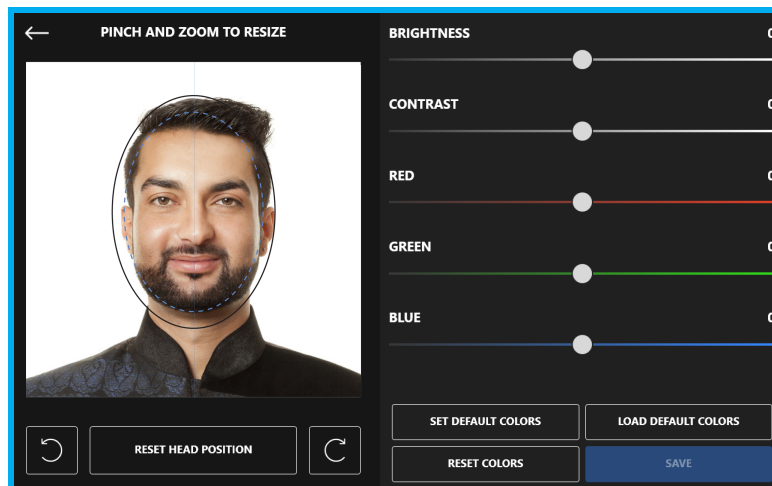 PINCH AND ZOOM TO RESIZE
BRIGHTNESS
CONTRAST
RED
GREEN
BLUE
RESET HEAD POSITION
SET DEFAULT COLORS
LOAD DEFAULT COLORS
RESET COLORS
SAVE